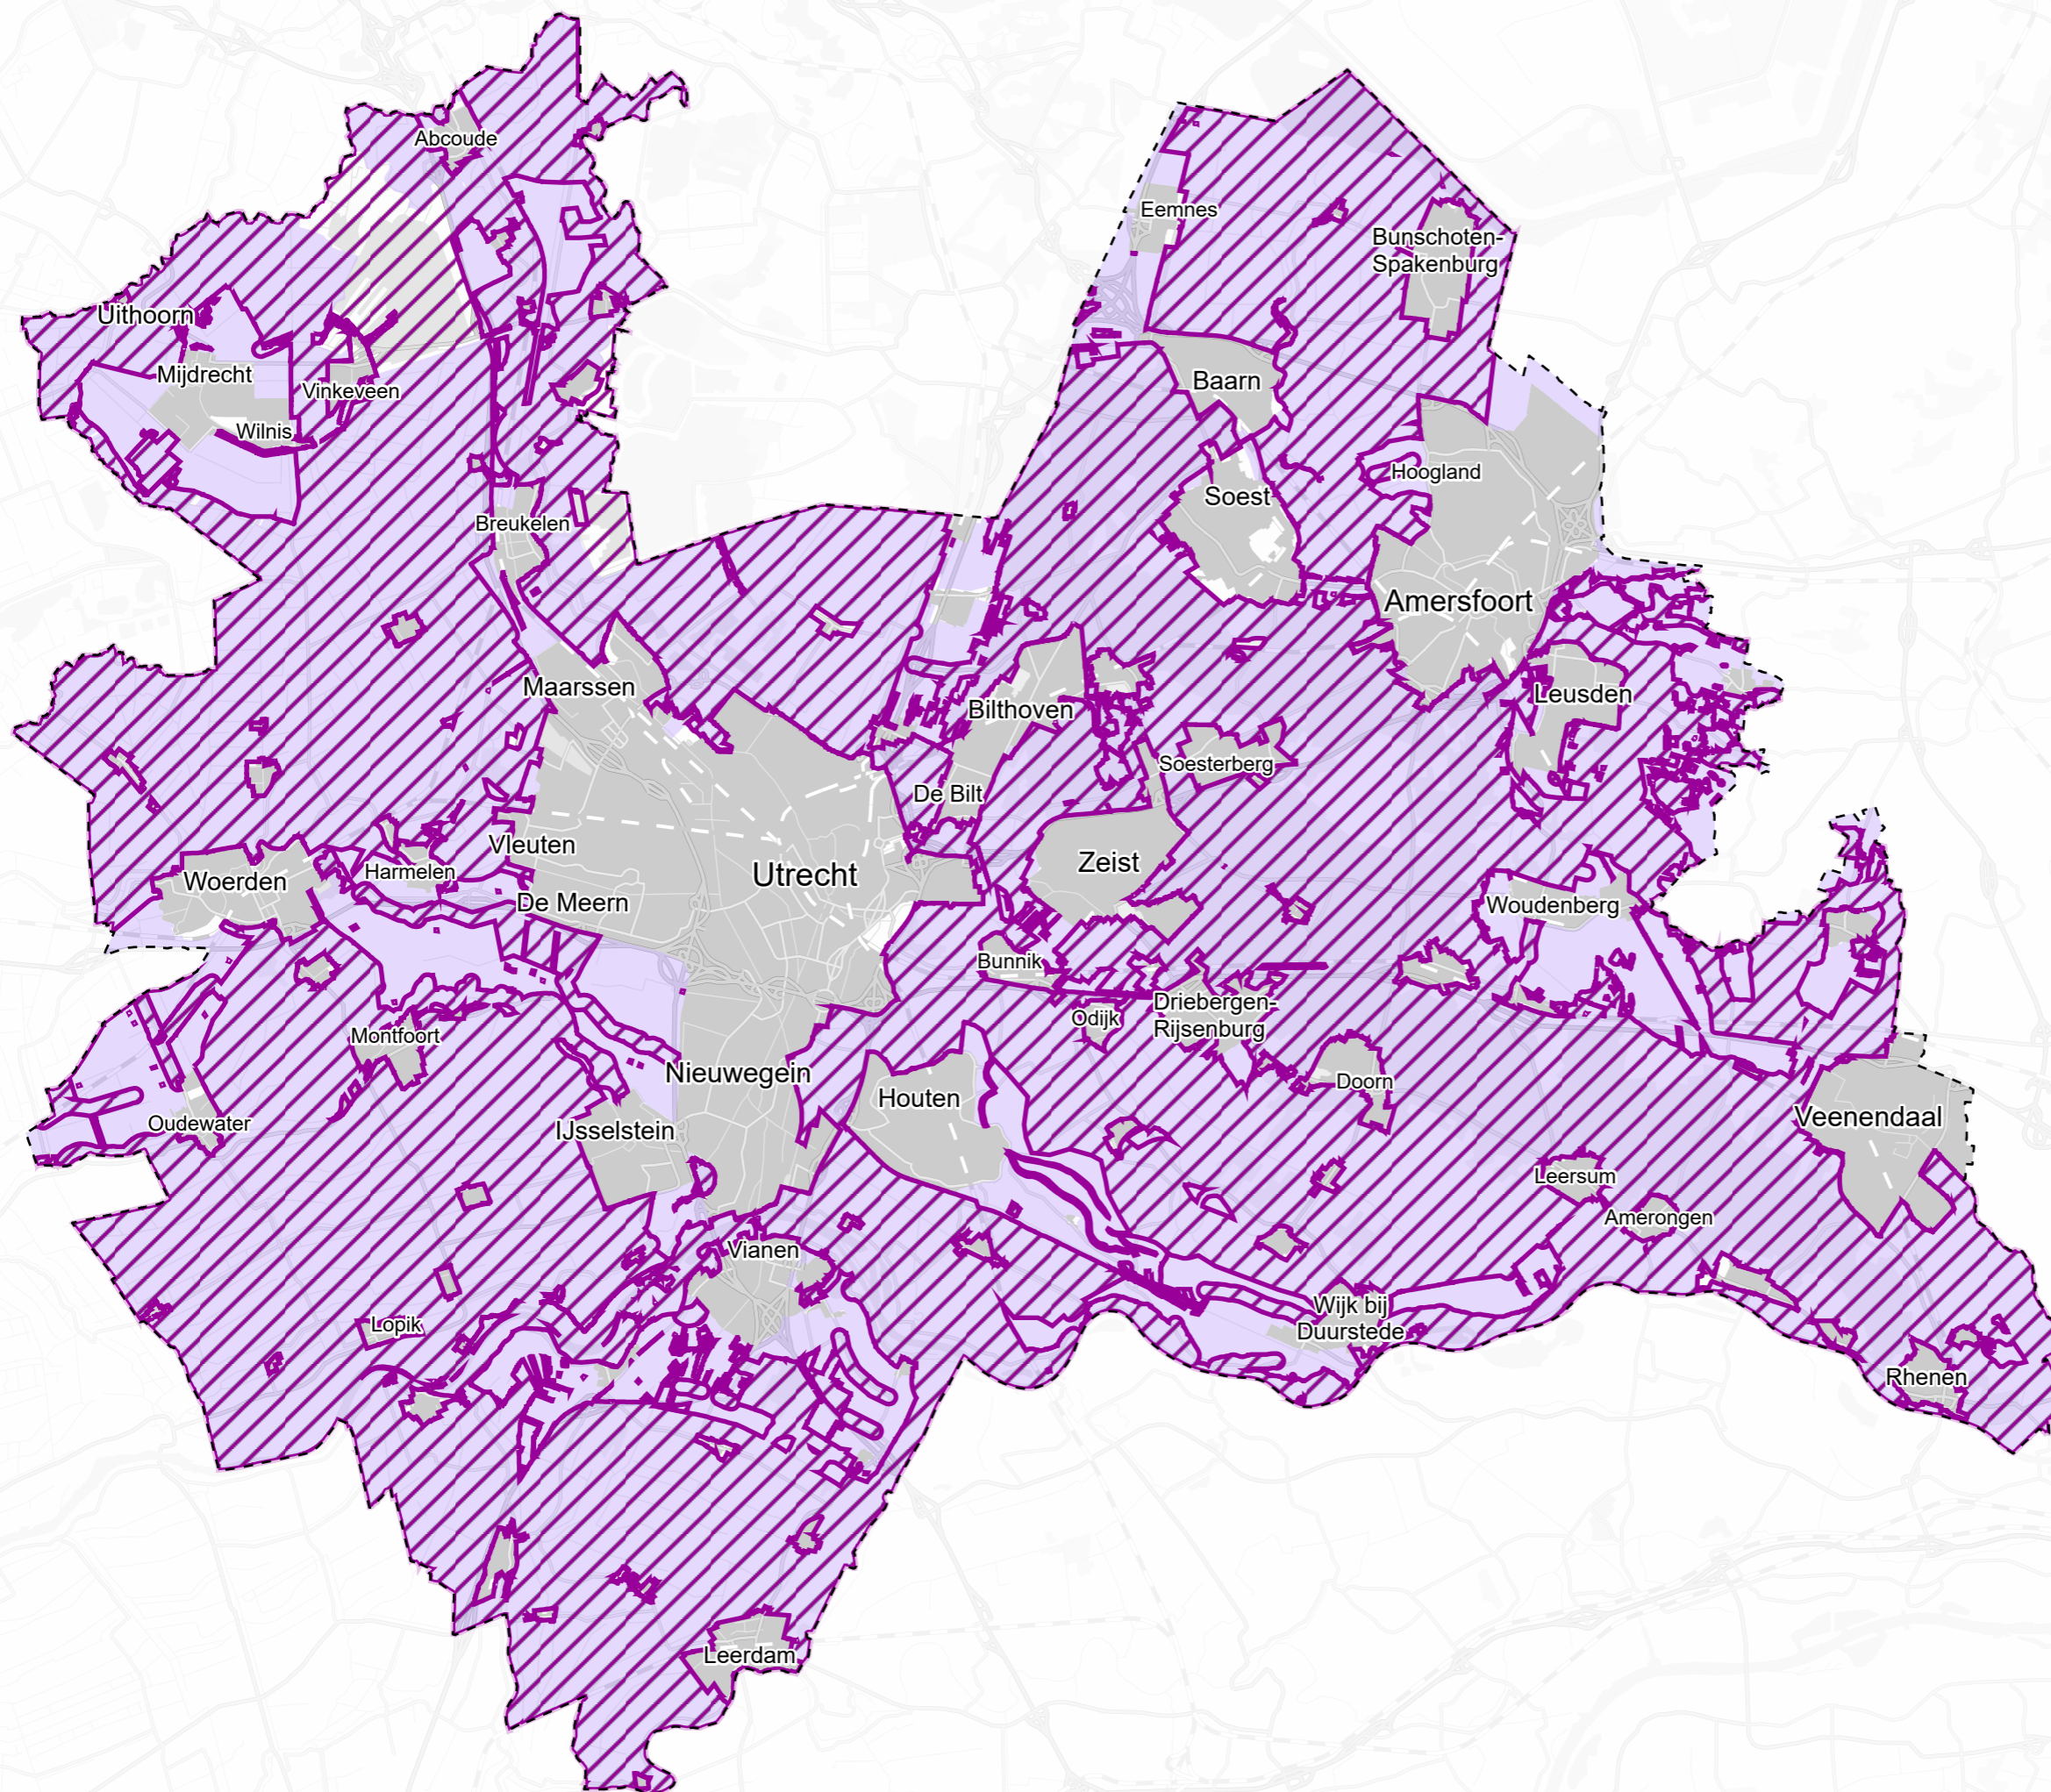 Abcoude
Eemnes
Bunschoten-
Spakenburg
Uithoorn
Mijdrecht
Vinkeveen
Baarn
Wilnis
Hoogland
Soest
Breukelen
Amersfoort
Maarssen
Leusden
Bilthoven
Soesterberg
De Bilt
Vleuten
Zeist
Utrecht
Harmelen
Woerden
De Meern
Woudenberg
Bunnik
Driebergen-
Rijsenburg
Odijk
Montfoort
Nieuwegein
Doorn
Houten
Veenendaal
Oudewater
IJsselstein
Leersum
Amerongen
Vianen
Wijk bij
Duurstede
Lopik
Rhenen
Leerdam